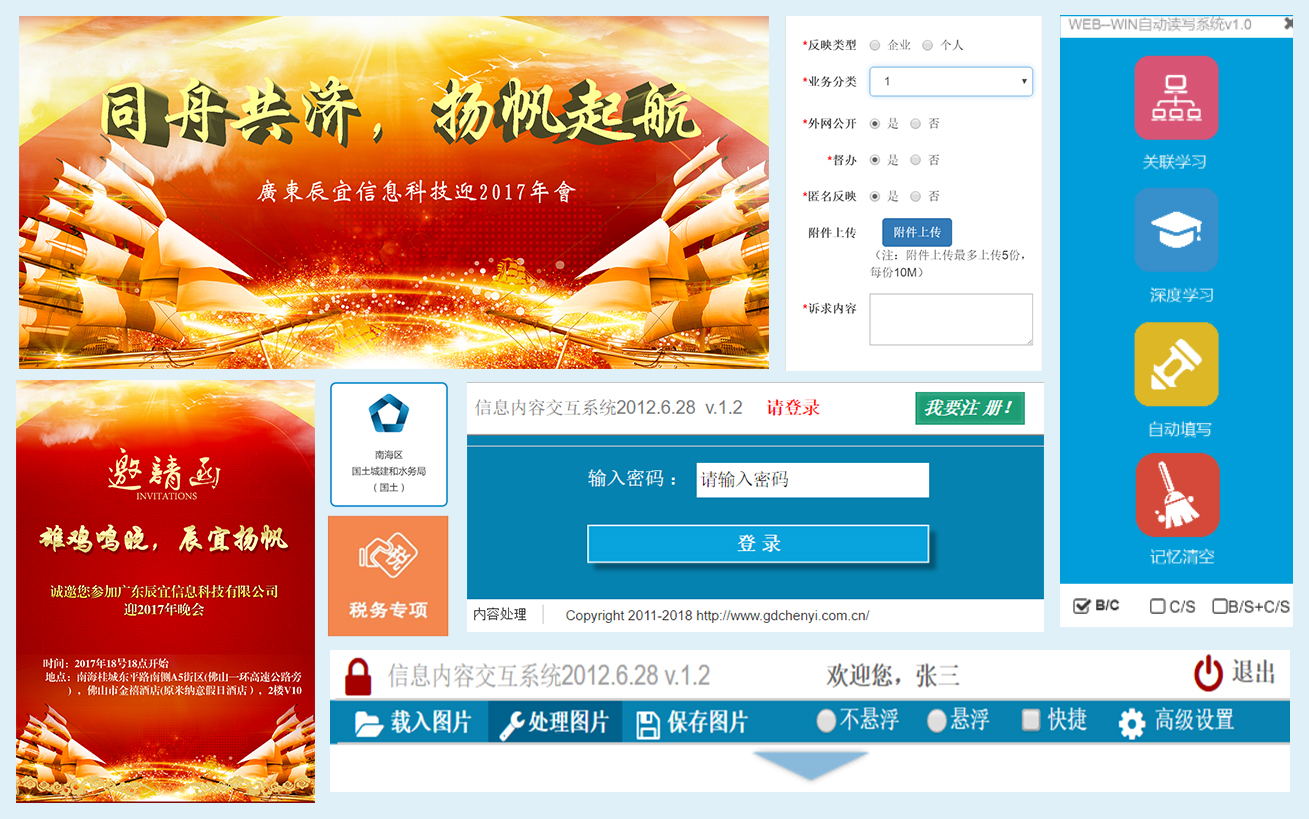 同舟共济，扬帆起航
廣東辰宜信息科技迎2017年會
*反映类型 企业 个人
*业务分类 1
*外网公开 是 否
*督办 是 否
*匿名反映 是 否
附件上传 附件上传
（注：附件上传最多上传5份，
每份10M）
*诉求内容
WEB--WIN自动读写系统v1.0
关联学习
深度学习
自动填写
记忆清空
B/C C/S B/S+C/S
邀請函
INVITATIONS
雄鸡鸣晓，辰宜扬帆
诚邀您参加广东辰宜信息科技有限公司
迎2017年晚会
时间：2017年18号18点开始
地点：南海桂城东平路南侧A5街区(佛山一环高速公路旁
），佛山市金禧酒店(原米纳意假日酒店），2楼V10
南海区
国土城建和水务局
（国土）
税
税务专项
信息内容交互系统2012.6.28 v.1.2 请登录 我要注 册！
输入密码： 请输入密码
登 录
内容处理 Copyright 2011-2018 http://www.gdchenyi.com.cn/
信息内容交互系统2012.6.28 v.1.2 欢迎您，张三 退出
载入图片 处理图片 保存图片 不悬浮 悬浮 快捷 高级设置